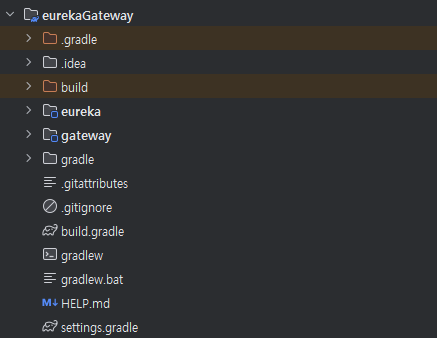 eurekaGateway
.gradle
.idea
build
eureka
gateway
gradle
.gitattributes
.gitignore
build.gradle
gradlew
gradlew.bat
M↓ HELP.md
settings.gradle